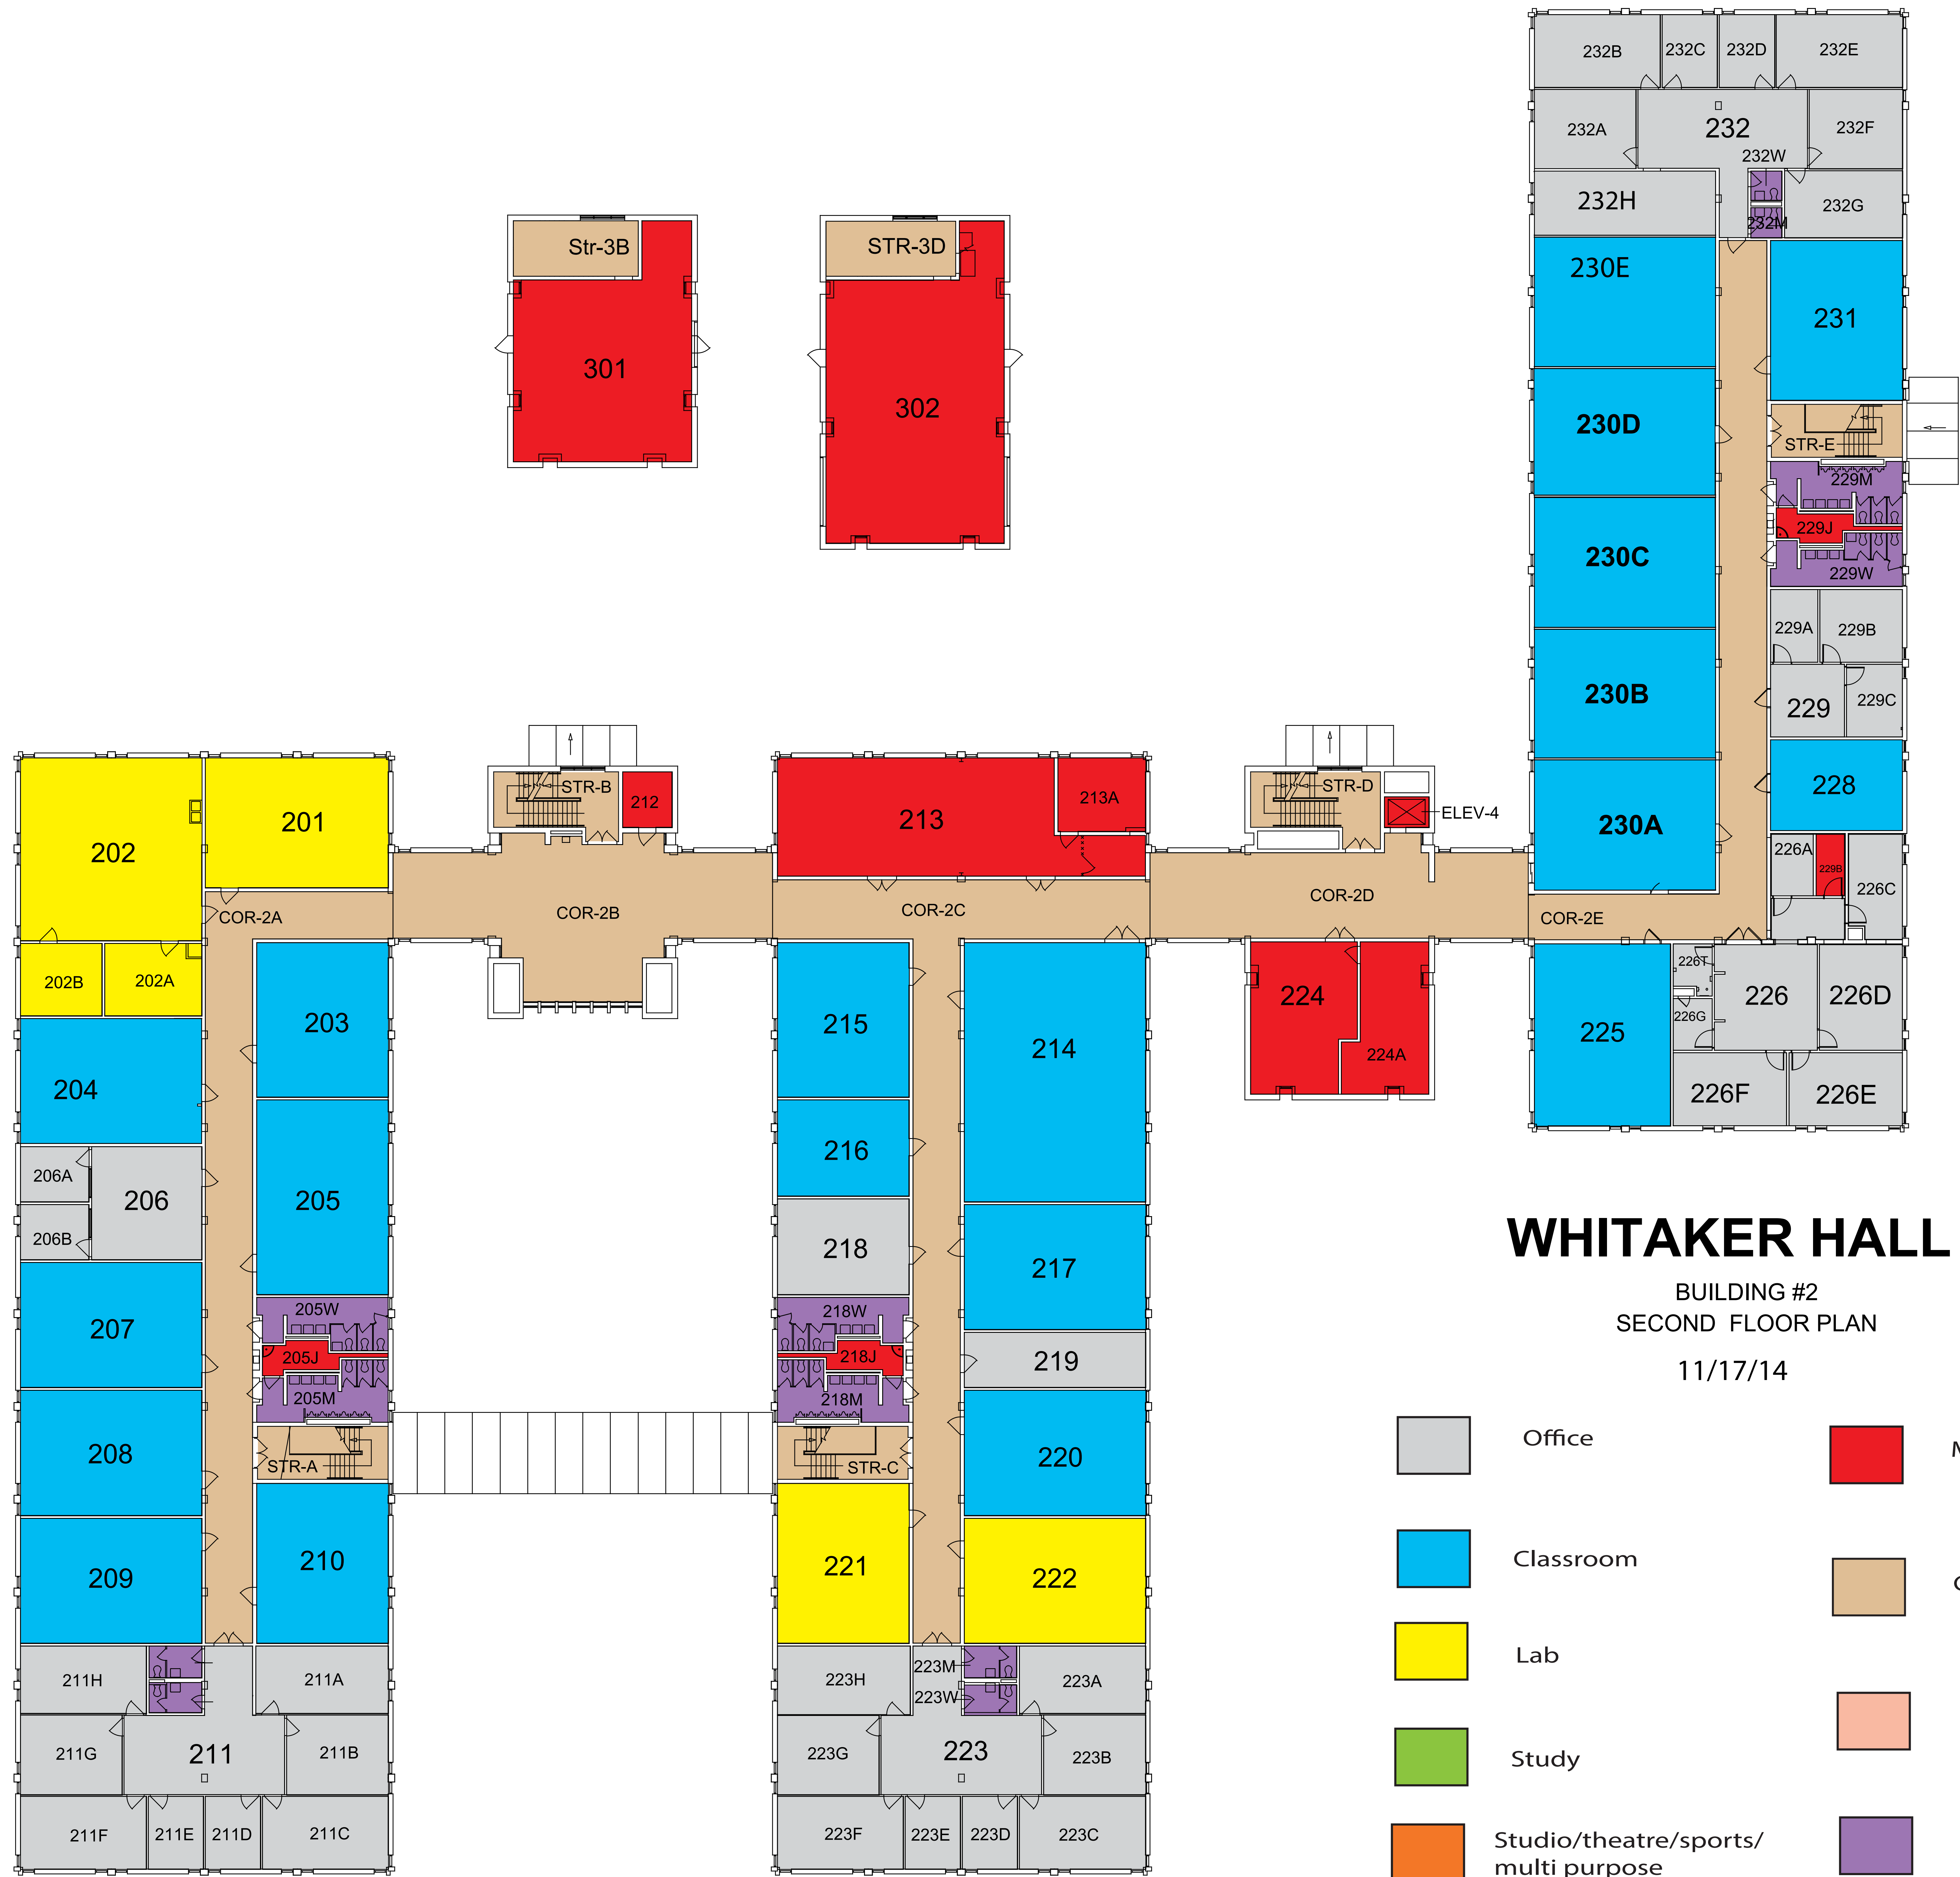 232B 232C 232D 232E
232A 232 232F
232W
232H 232G
232M
Str-3B STR-3D
230E
231
301
302
230D
STR-E
229M
229J
230C
229W
229A 229B
230B 229 229C
STR-B STR-D
228
212 213 213A ELEV-4
202 201 230A
226A
229B
226C
COR-2A COR-2B COR-2C COR-2D COR-2E
202B 202A
226T
203 215 214 224 225 226 226D
226G
224A
204
216
226F 226E
206A
206 205
206B
218
WHITAKER HALL
217
BUILDING #2
SECOND FLOOR PLAN
11/17/14
205W 218W
207
205J 218J
219
205M 218M
Office
M
208
STR-A STR-C
220
209 210 221 222
Classroom
C
Lab
211H 211A 223H 223M 223A
223W
211G 211 211B 223G 223 223B
Study
211F 211E 211D 211C 223F 223E 223D 223C
Studio/theatre/sports/
multi purpose